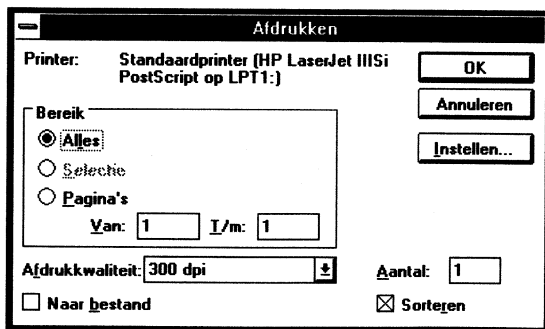 Afdrukken
Printer: Standaardprinter (HP LaserJet IIISi
PostScript op LPT1:)
OK
Annuleren
Instellen...
Bereik
Alles
Selectie
Pagina's
Van: 1 T/m: 1
Afdrukkwaliteit: 300 dpi
Aantal: 1
Naar bestand
Sorteren